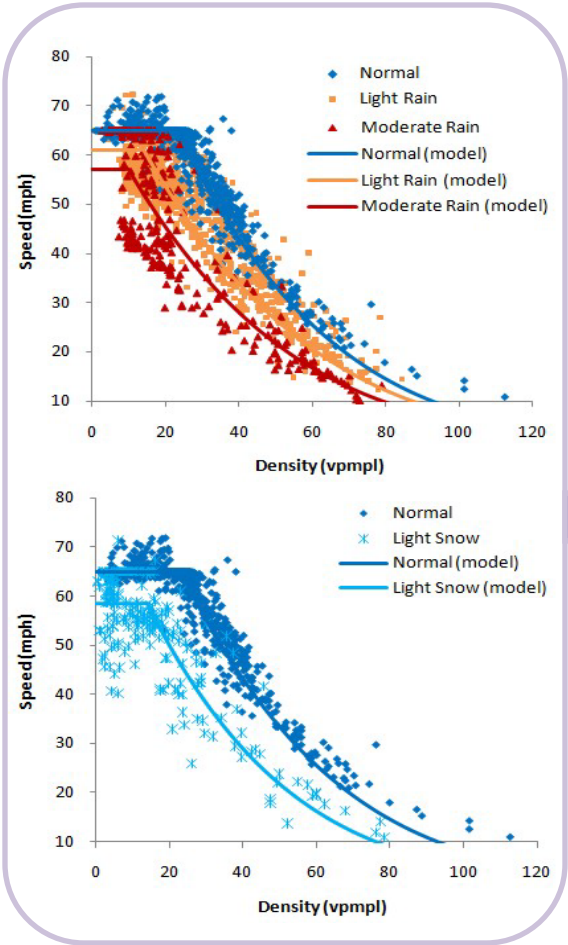 80
70
60
50
40
30
20
10
Speed(mph)
Normal
Light Rain
Moderate Rain
Normal (model)
Light Rain (model)
Moderate Rain (model)
0 20 40 60 80 100 120
Density (vpmpl)
80
70
60
50
40
30
20
10
Speed(mph)
Normal
Light Snow
Normal (model)
Light Snow (model)
0 20 40 60 80 100 120
Density (vpmpl)